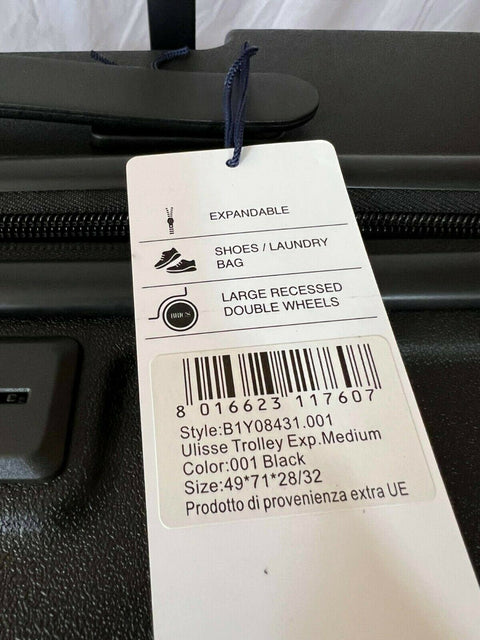 EXPANDABLE
SHOES / LAUNDRY
BAG
LARGE RECESSED
DOUBLE WHEELS
BRIC'S
8 016623 117607
Style:B1Y08431.001
Ulisse Trolley Exp.Medium
Color:001 Black
Size:49*71*28/32
Prodotto di provenienza extra UE